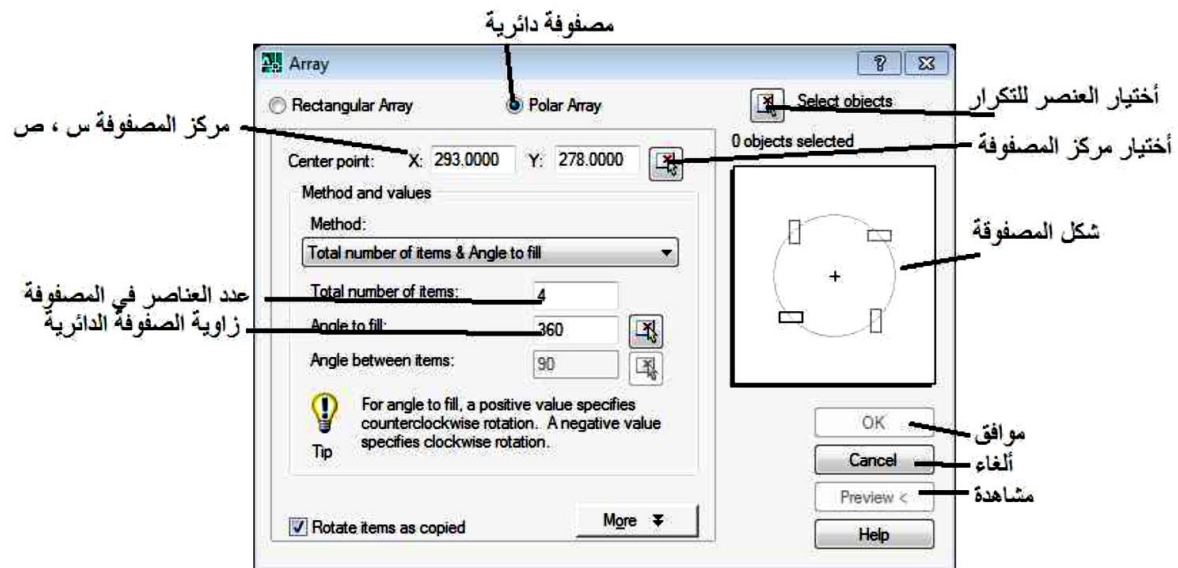 مصفوفة دائرية
Array
Rectangular Array
Polar Array
Select objects
أختيار العنصر للتكرار
مركز المصفوفة س ، ص
0 objects selected
أختيار مركز المصفوفة
Center point: X: 293.0000 Y: 278.0000
Method and values
Method:
Total number of items & Angle to fill
شكل المصفوقة
Total number of items: 4
عدد العناصر في المصفوفة
Angle to fill: 360
زاوية الصفوفة الدائرية
Angle between items: 90
For angle to fill, a positive value specifies
counterclockwise rotation. A negative value
specifies clockwise rotation.
Tip
OK
موافق
Cancel
ألغاء
Preview <
مشاهدة
Rotate items as copied
More
Help